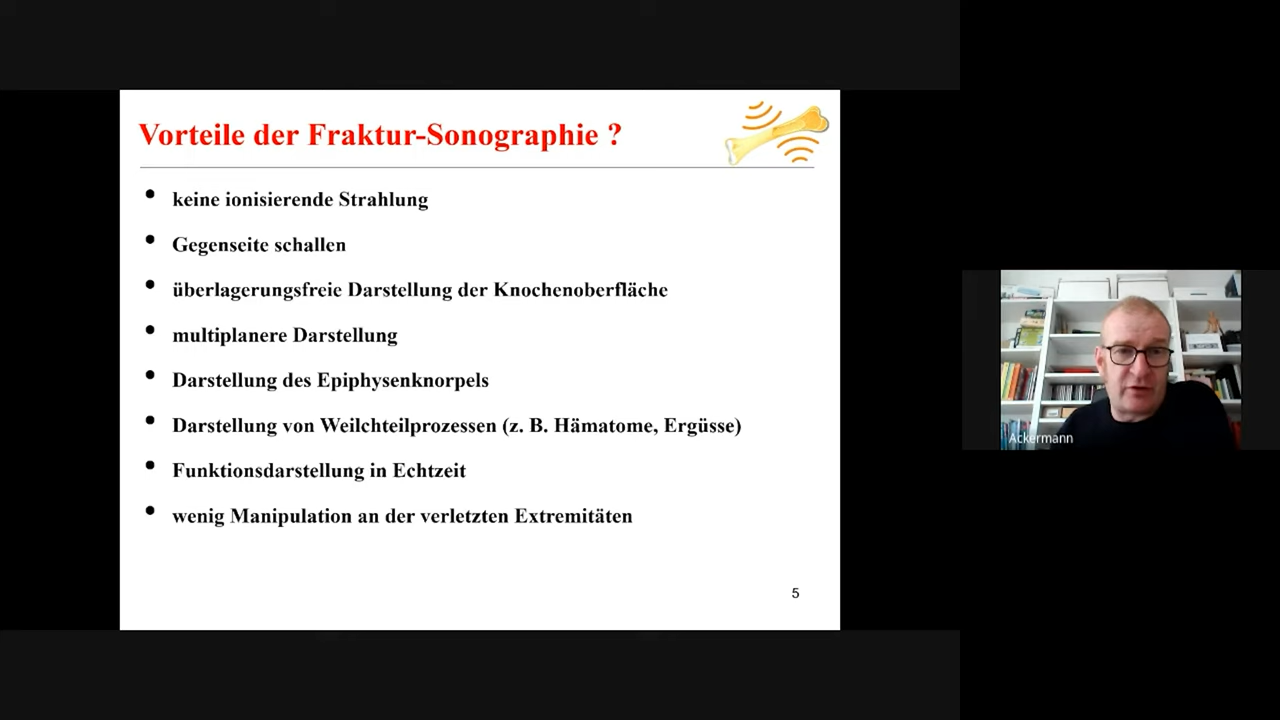 Vorteile der Fraktur-Sonographie ?
• keine ionisierende Strahlung
• Gegenseite schallen
• überlagerungsfreie Darstellung der Knochenoberfläche
• multiplanere Darstellung
• Darstellung des Epiphysenknorpels
• Darstellung von Weilchteilprozessen (z. B. Hämatome, Ergüsse)
• Funktionsdarstellung in Echtzeit
• wenig Manipulation an der verletzten Extremitäten
5
Ackermann